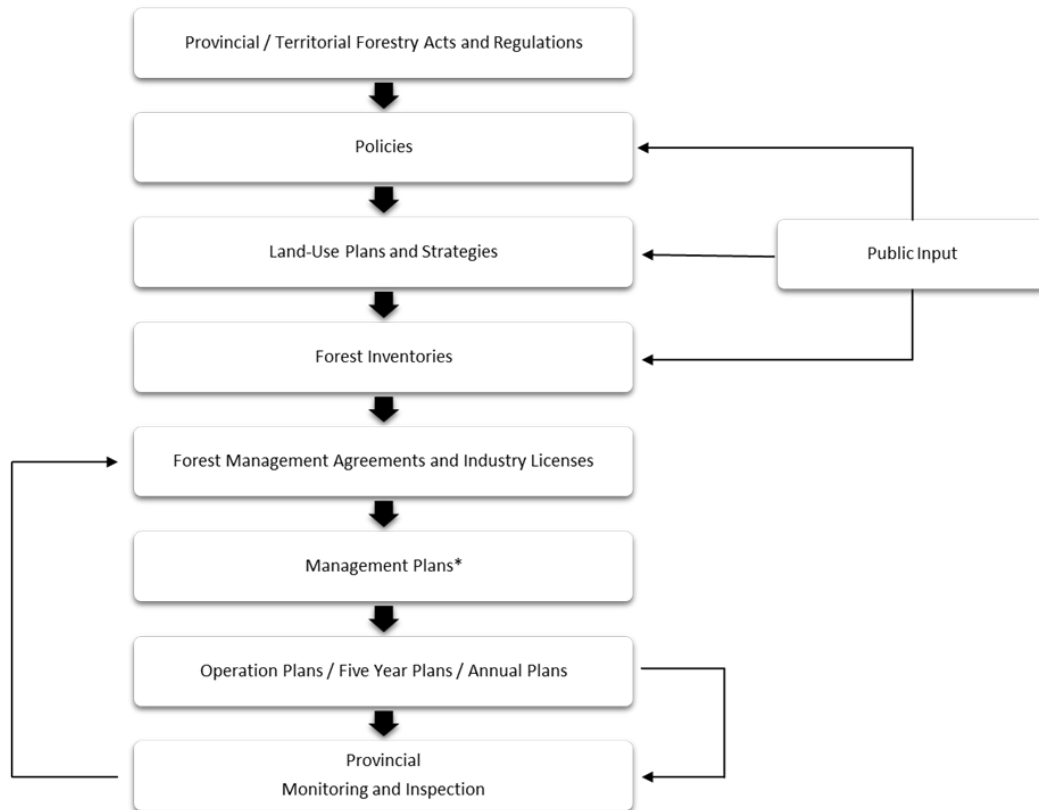 Provincial / Territorial Forestry Acts and Regulations
Policies
Land-Use Plans and Strategies
Public Input
Forest Inventories
Forest Management Agreements and Industry Licenses
Management Plans*
Operation Plans / Five Year Plans / Annual Plans
Provincial
Monitoring and Inspection